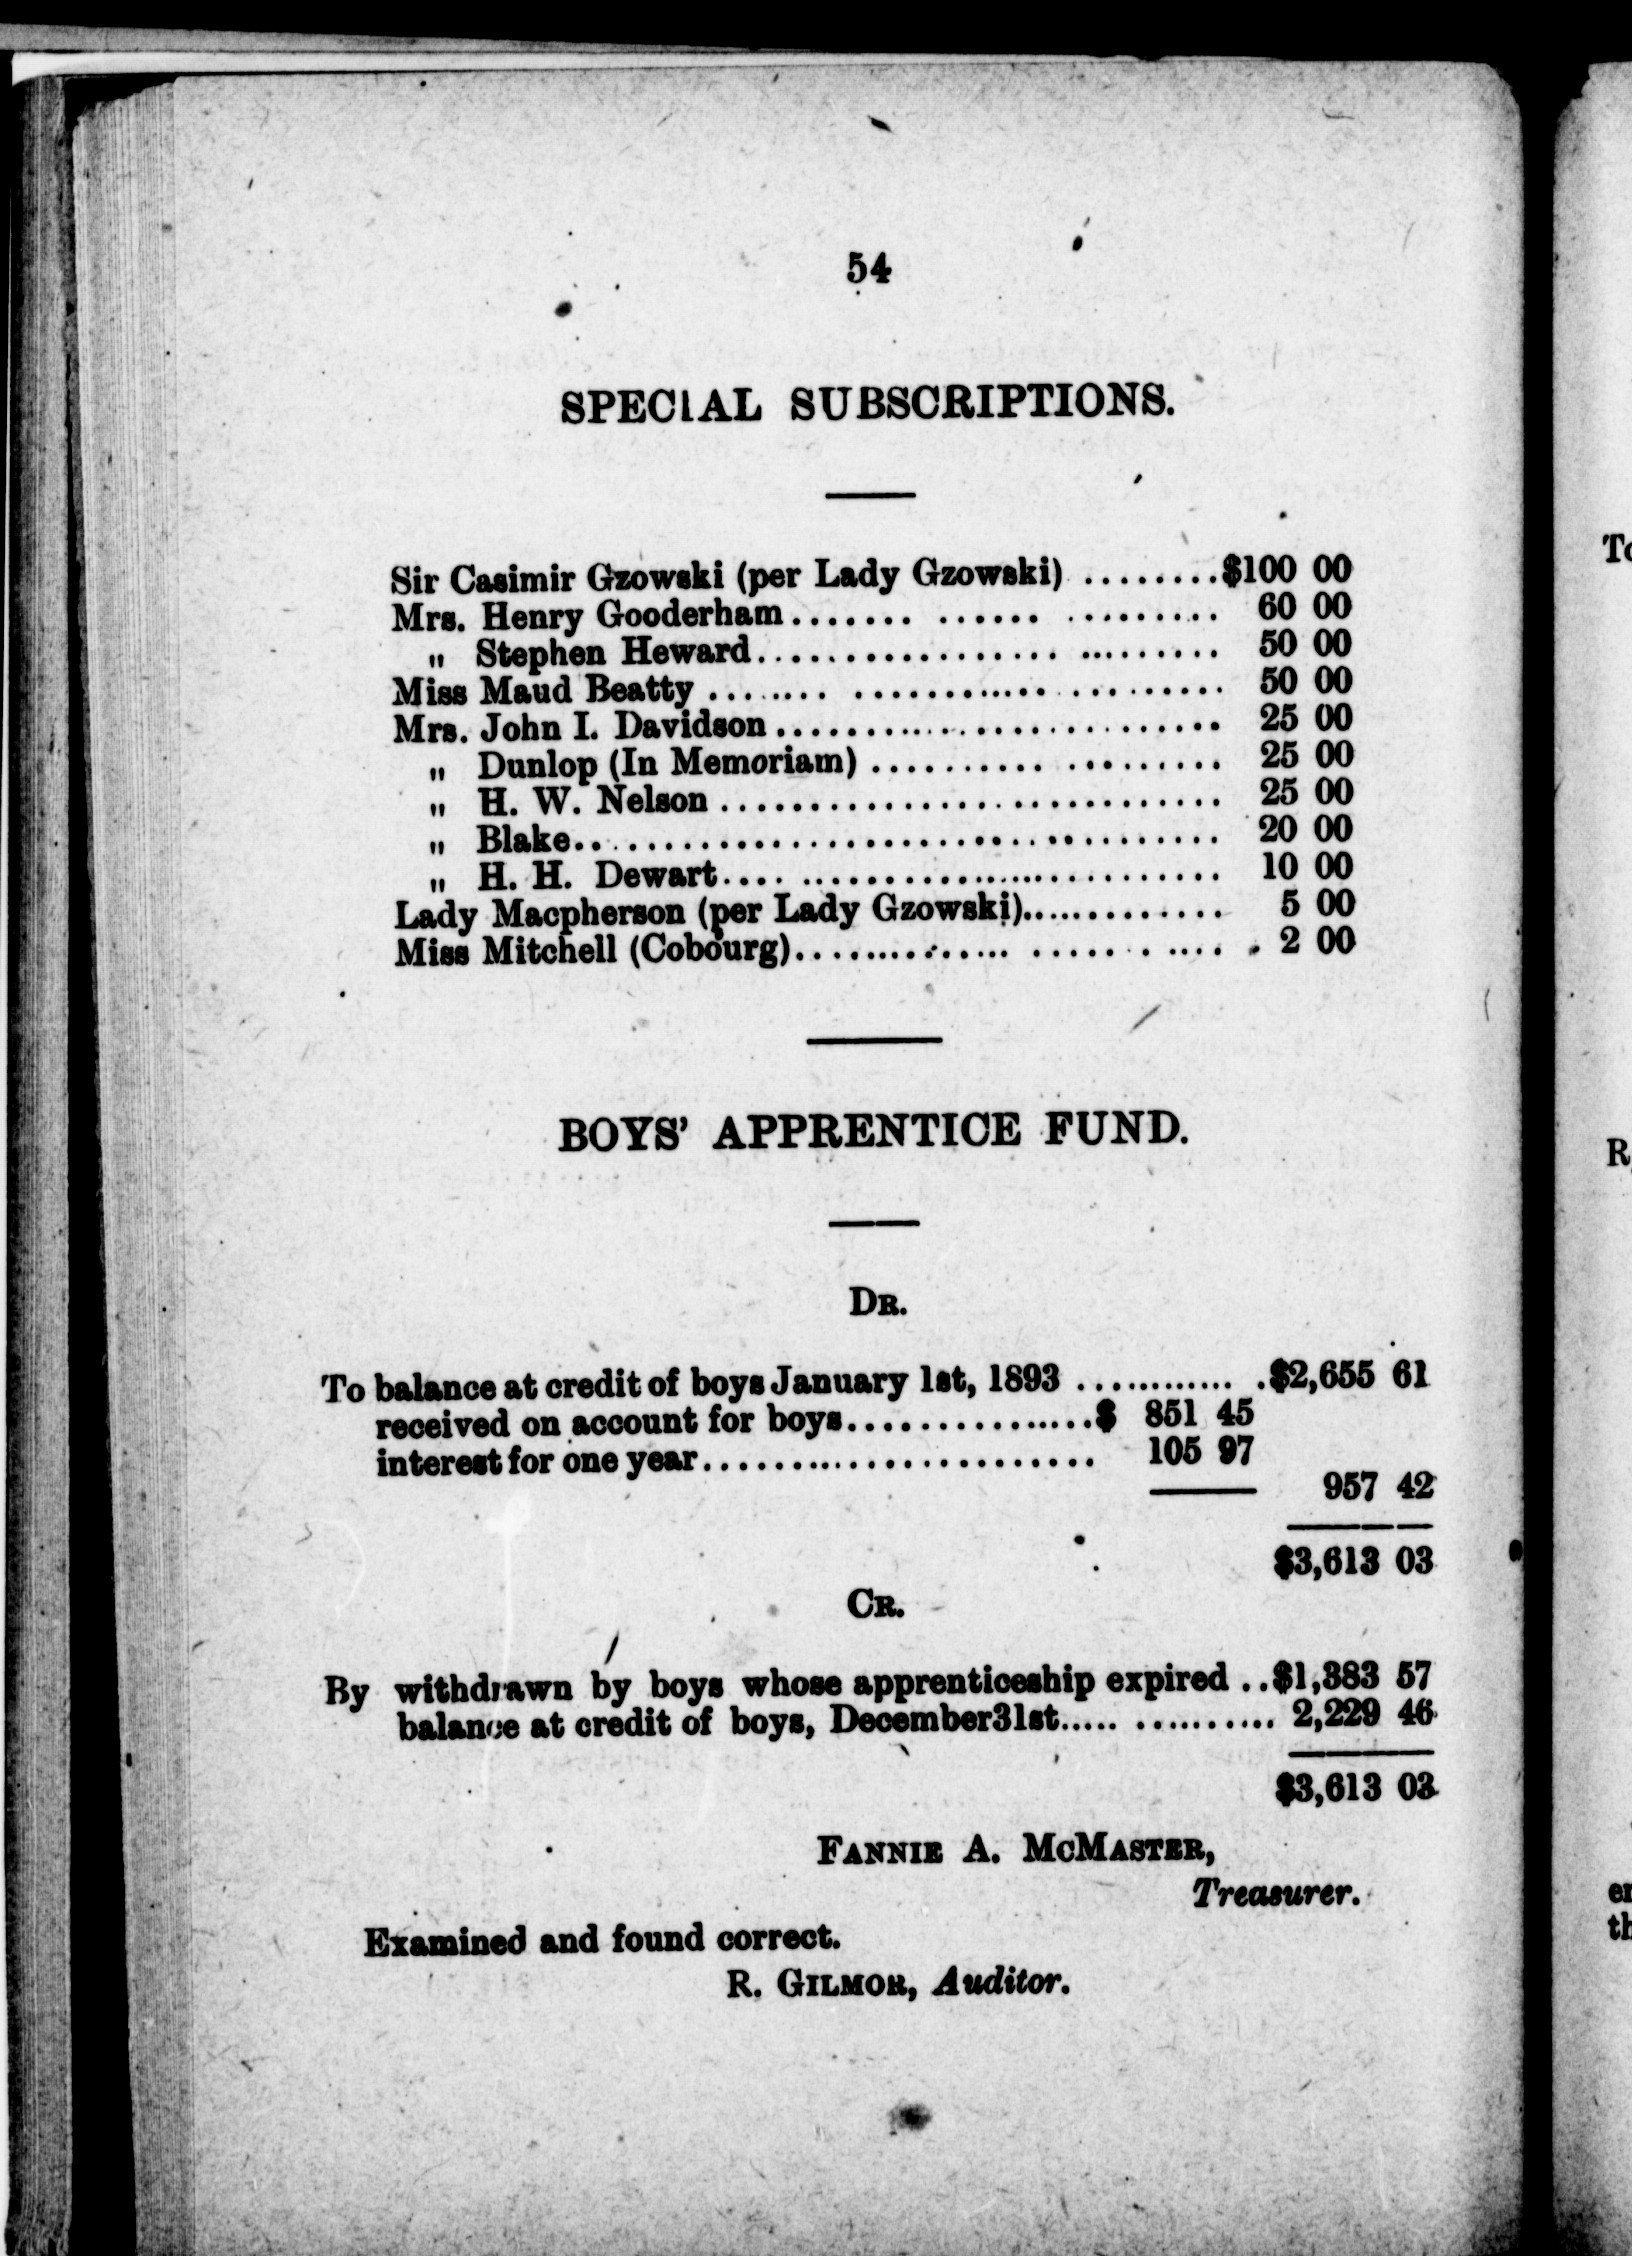 54
SPECIAL SUBSCRIPTIONS.
Sir Casimir Gzowski (per Lady Gzowski) ........$100 00
Mrs. Henry Gooderham....... ...... ......... 60 00
„ Stephen Heward.................. ......... 50 00
Miss Maud Beatty ........ ........................ 50 00
Mrs. John I. Davidson.......................... 25 00
„ Dunlop (In Memoriam) .......... ......... 25 00
„ H. W. Nelson ............................. 25 00
„ Blake..................................... 20 00
„ H. H. Dewart.... ........................... 10 00
Lady Macpherson (per Lady Gzowski)............. 5 00
Miss Mitchell (Cobourg)................ ...... . .... . 2 00
BOYS' APPRENTICE FUND.
DR.
To balance at credit of boys January 1st, 1893 ............. .$2,655 61
received on account for boys................$ 851 45
interest for one year........................ 105 97
957 42
$3,613 03
CR.
By withdrawn by boys whose apprenticeship expired ..$1,383 57
balance at credit of boys, December31st..... .......... 2,229 46
$3,613 03
FANNIE A. MCMASTER,
Treasurer.
Examined and found correct.
R. GILMOR, Auditor.